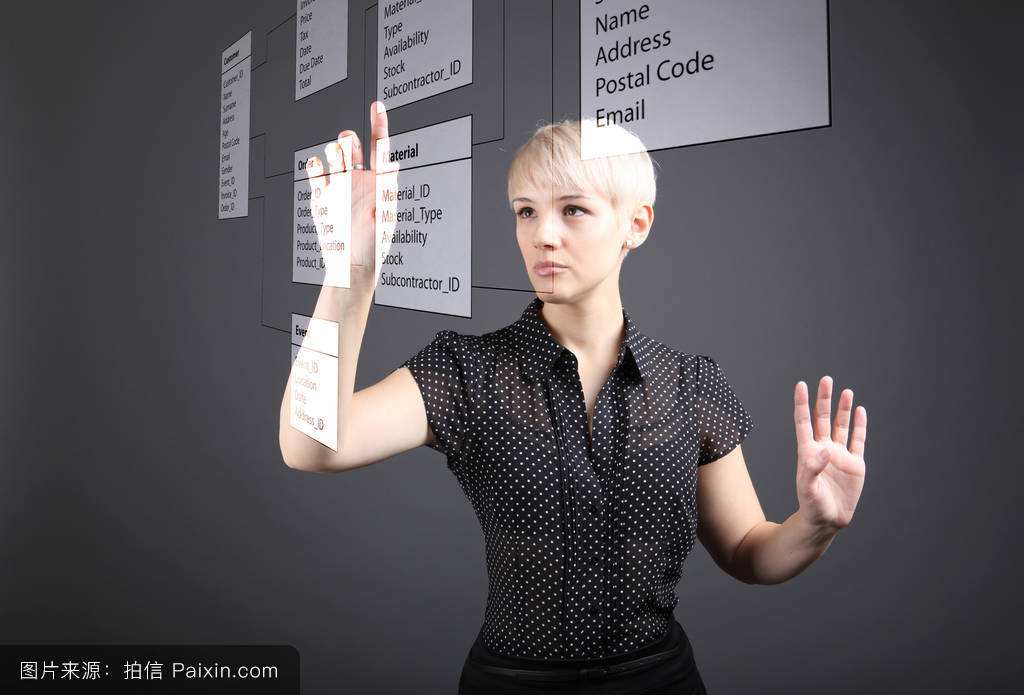 Customer
Customer_ID
Name
Surname
Address
Age
Postal Code
Email
Gender
Event_ID
Invoice_ID
Order_ID
Price
Tax
Date
Due Date
Total
Type
Availability
Stock
Subcontractor_ID
Name
Address
Postal Code
Email
Order
Order_ID
Order_Type
Product_Type
Product_Location
Product_ID
Material
Material_ID
Material_Type
Availability
Stock
Subcontractor_ID
Event
Event_ID
Location
Date
Address_ID
图片来源：拍信 Paixin.com